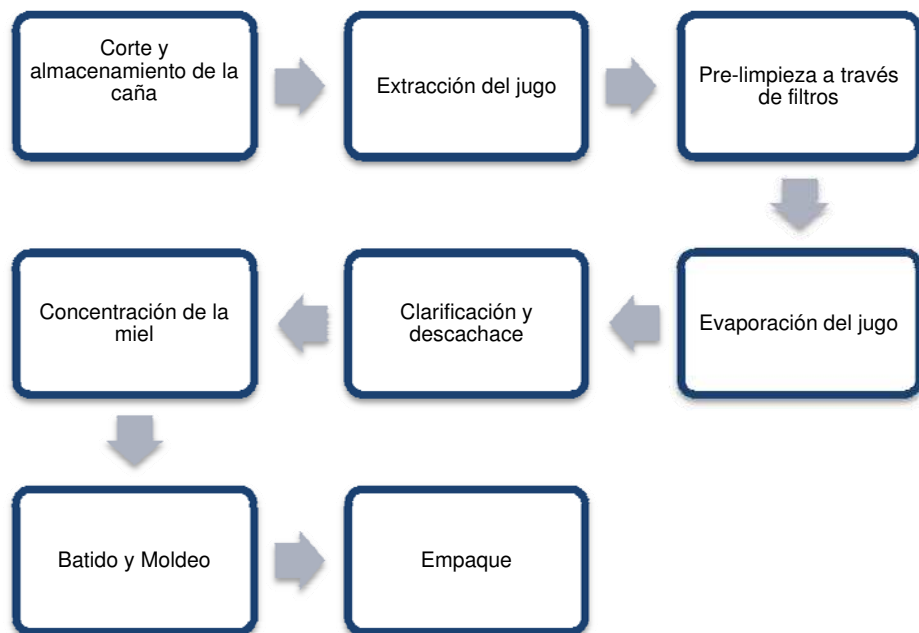 Corte y
almacenamiento de la
caña
Extracción del jugo
Pre-limpieza a través
de filtros
Evaporación del jugo
Clarificación y
descachace
Concentración de la
miel
Batido y Moldeo
Empaque